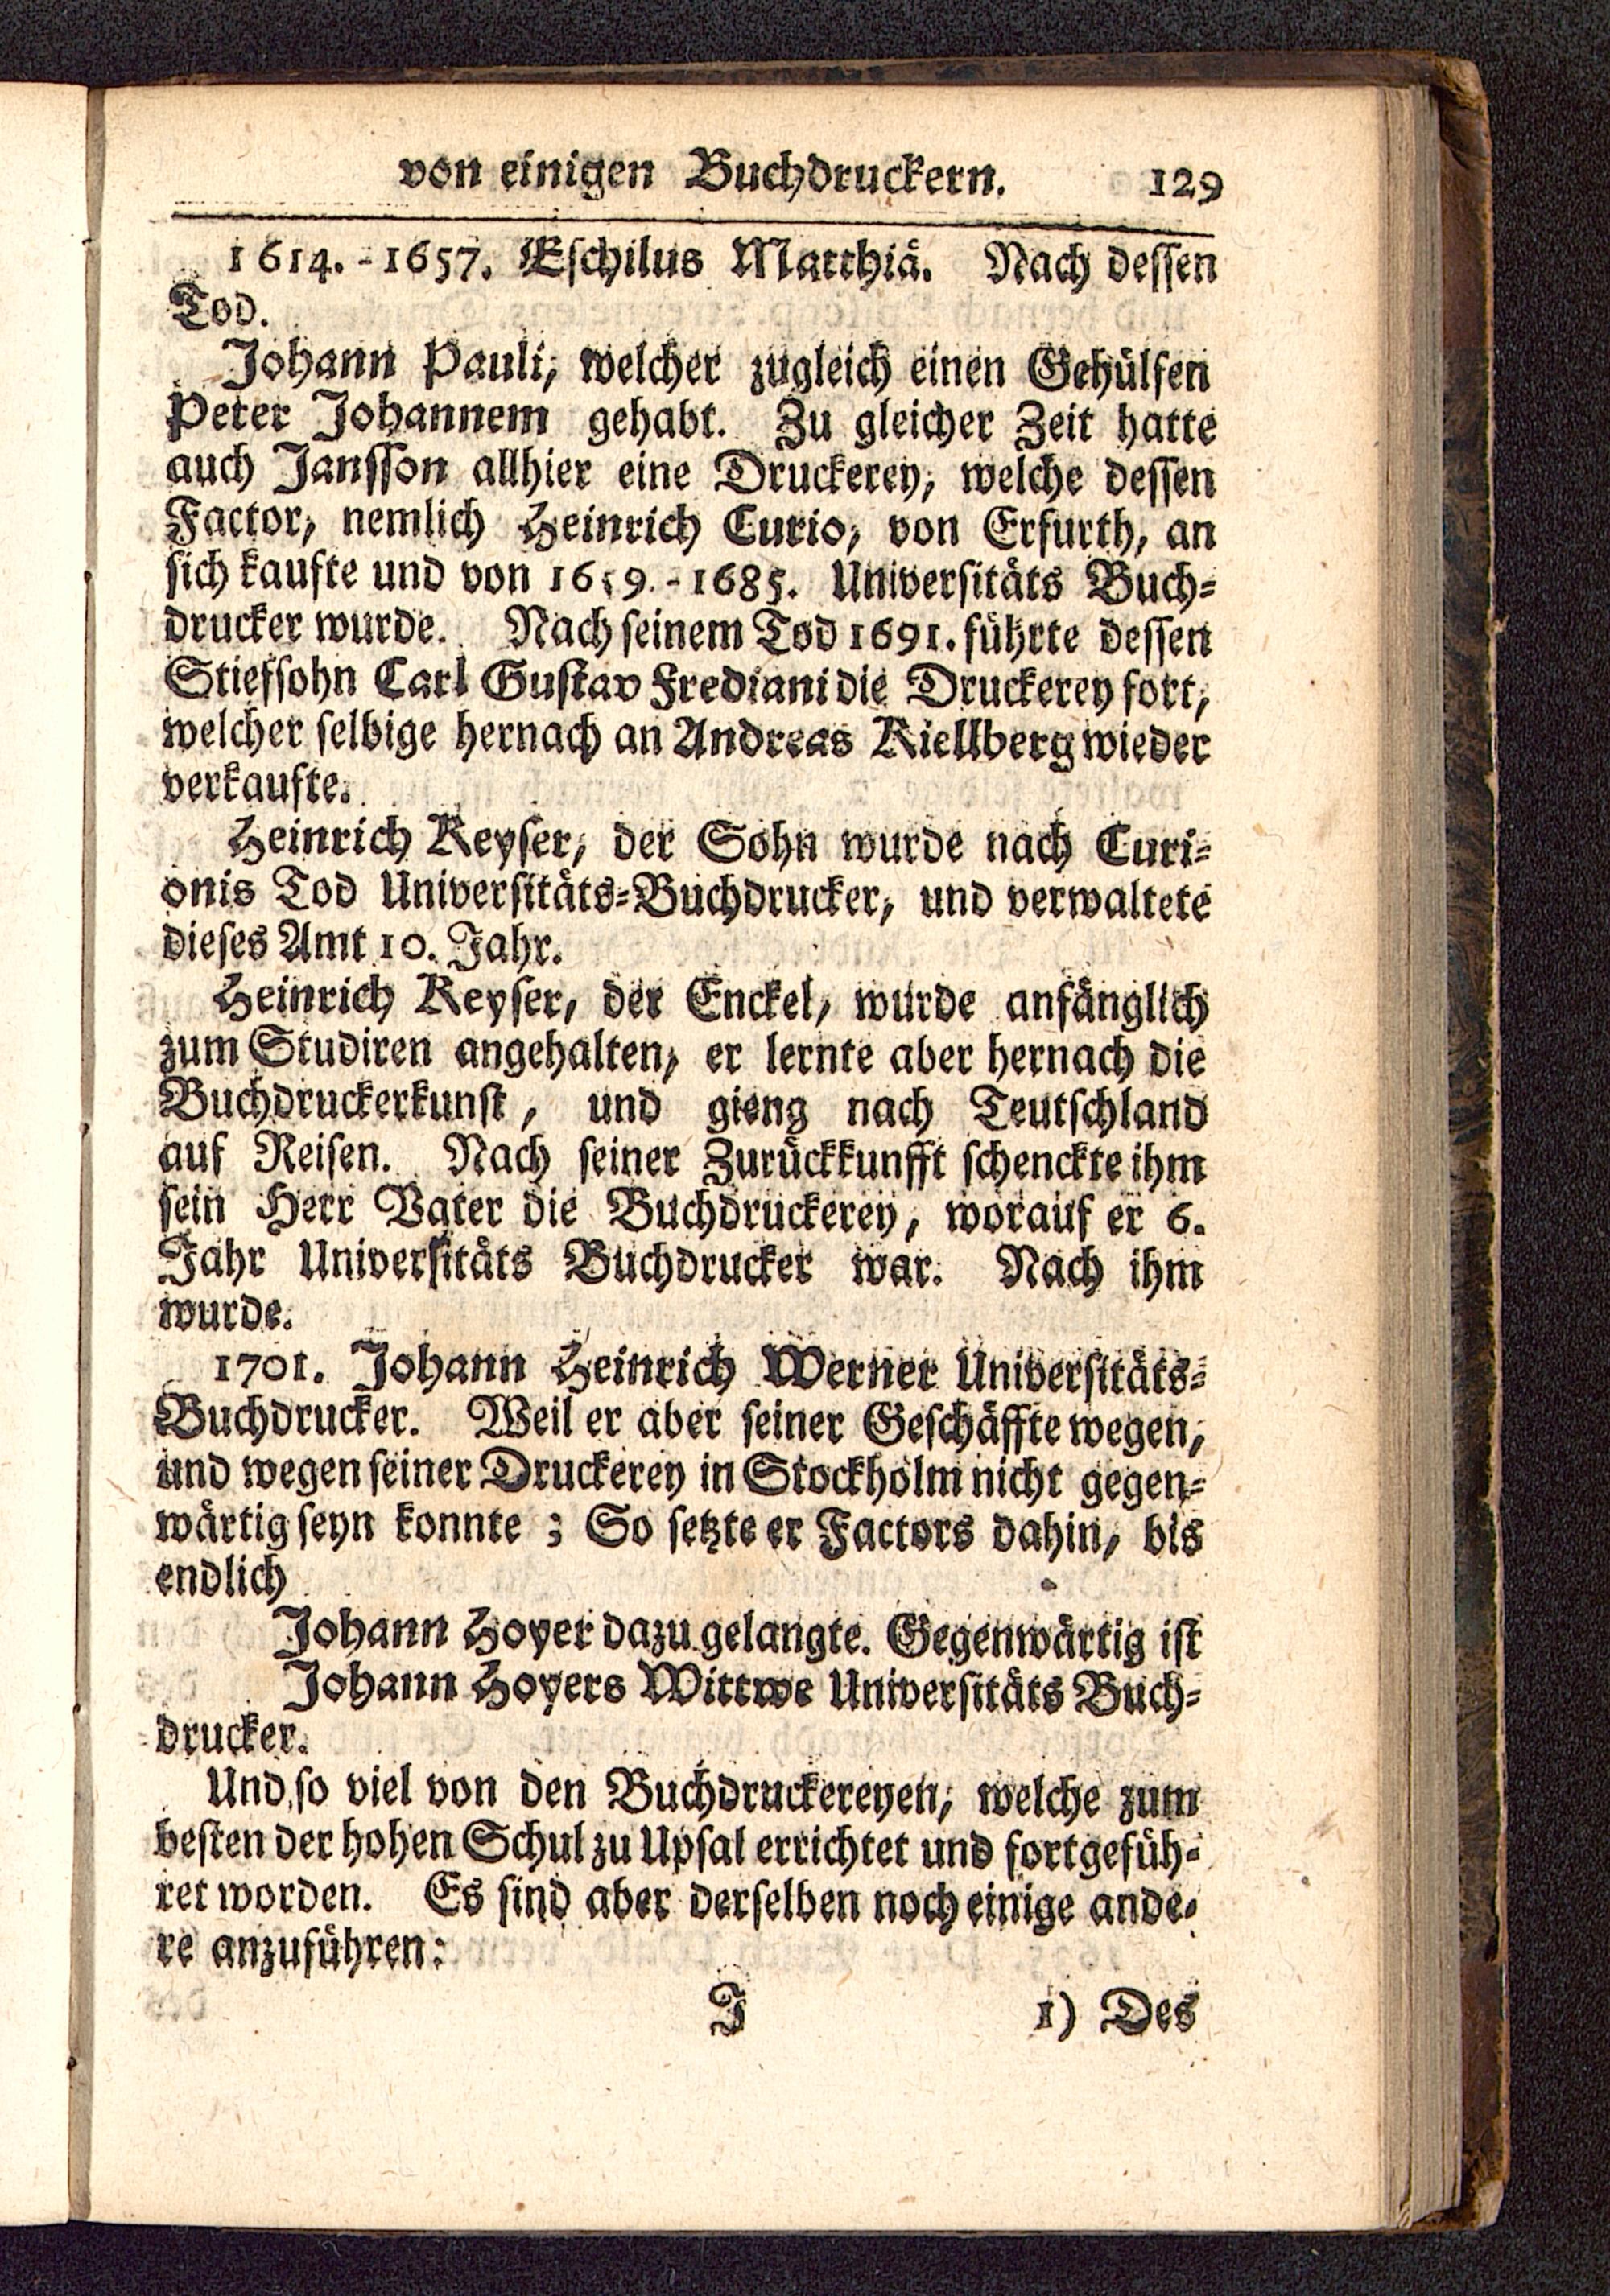 von einigen Buchdruckern. 129
1614.-1657. Eschilus Matthiä. Nach dessen
Tod.
Johann Pauli, welcher zugleich einen Gehülfen
Peter Johannem gehabt. Zu gleicher Zeit hatte
auch Jansson allhier eine Druckerey, welche dessen
Factor, nemlich Heinrich Curio, von Erfurth, an
sich kaufte und von 1659.-1685. Universitäts Buch-
drucker wurde. Nach seinem Tod 1691. führte dessen
Stiefsohn Carl Gustav Frediani die Druckerey fort,
welcher selbige hernach an Andreas Kiellberg wieder
verkaufte.
Heinrich Keyser, der Sohn wurde nach Curi-
onis Tod Universitäts-Buchdrucker, und verwaltete
dieses Amt 10. Jahr.
Heinrich Keyser, der Enckel, wurde anfänglich
zum Studiren angehalten, er lernte aber hernach die
Buchdruckerkunst, und gieng nach Teutschland
auf Reisen. Nach seiner Zurückkunfft schenckte ihm
sein Herr Vater die Buchdruckerey, worauf er 6.
Jahr Universitäts Buchdrucker war. Nach ihm
wurde.
1701. Johann Heinrich Werner Universitäts-
Buchdrucker. Weil er aber seiner Geschäffte wegen,
und wegen seiner Druckerey in Stockholm nicht gegen-
wärtig seyn konnte ; So setzte er Factors dahin, bis
endlich
Johann Hoyer dazu gelangte. Gegenwärtig ist
Johann Hoyers Wittwe Universitäts Buch-
drucker.
Und so viel von den Buchdruckereyen, welche zum
besten der hohen Schul zu Upsal errichtet und fortgefüh-
ret worden. Es sind aber derselben noch einige ande-
re anzuführen:
J 1) Des